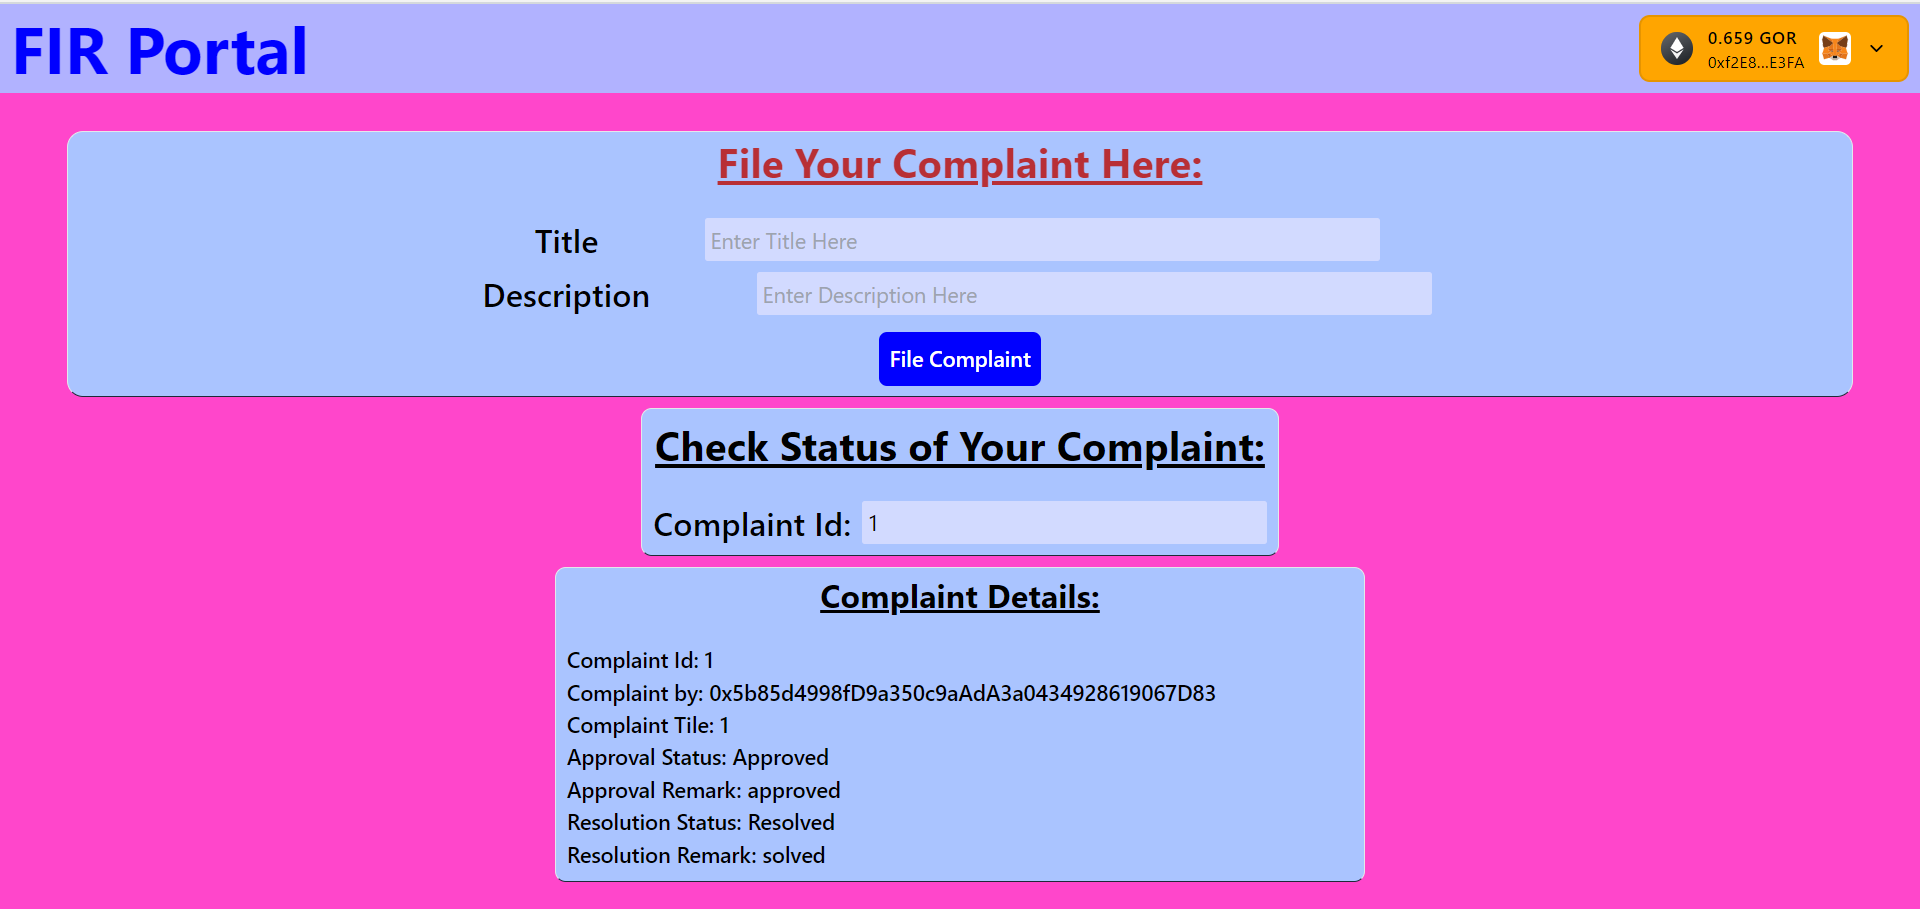 FIR Portal
0.659 GOR
0xf2E8...E3FA
File Your Complaint Here:
Title
Enter Title Here
Description
Enter Description Here
File Complaint
Check Status of Your Complaint:
Complaint Id: 1
Complaint Details:
Complaint Id: 1
Complaint by: 0x5b85d4998fD9a350c9aAdA3a0434928619067D83
Complaint Tile: 1
Approval Status: Approved
Approval Remark: approved
Resolution Status: Resolved
Resolution Remark: solved